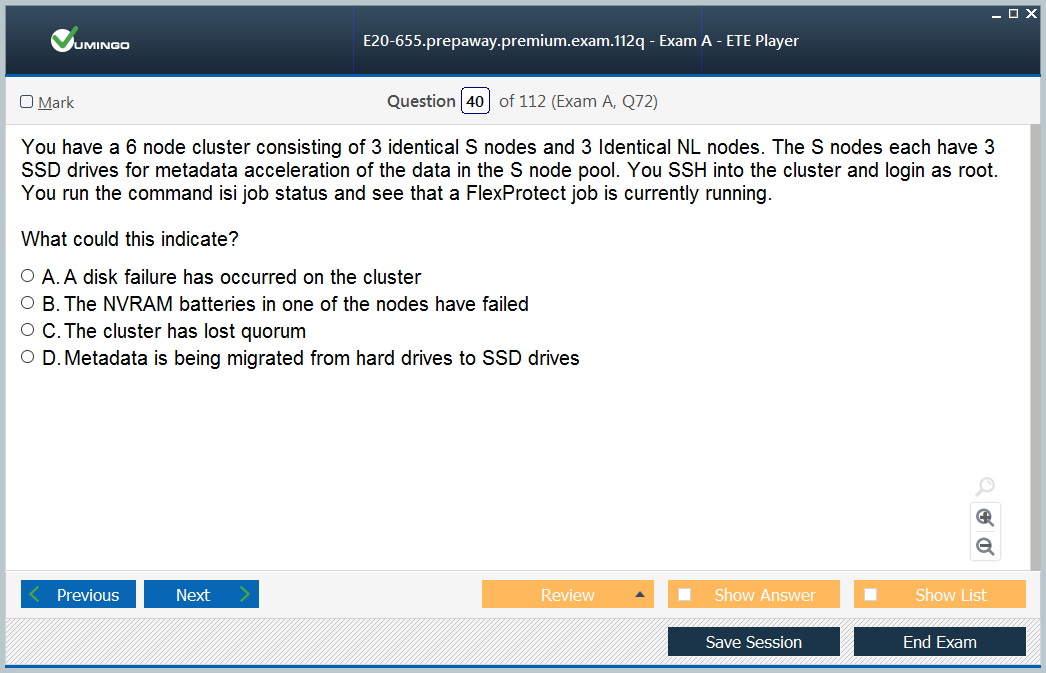 VUMINGO
E20-655.prepaway.premium.exam.112q - Exam A - ETE Player
Mark
Question 40 of 112 (Exam A, Q72)
You have a 6 node cluster consisting of 3 identical S nodes and 3 Identical NL nodes. The S nodes each have 3
SSD drives for metadata acceleration of the data in the S node pool. You SSH into the cluster and login as root.
You run the command isi job status and see that a FlexProtect job is currently running.
What could this indicate?
A. A disk failure has occurred on the cluster
B. The NVRAM batteries in one of the nodes have failed
C. The cluster has lost quorum
D. Metadata is being migrated from hard drives to SSD drives
Previous
Next
Review
Show Answer
Show List
Save Session
End Exam